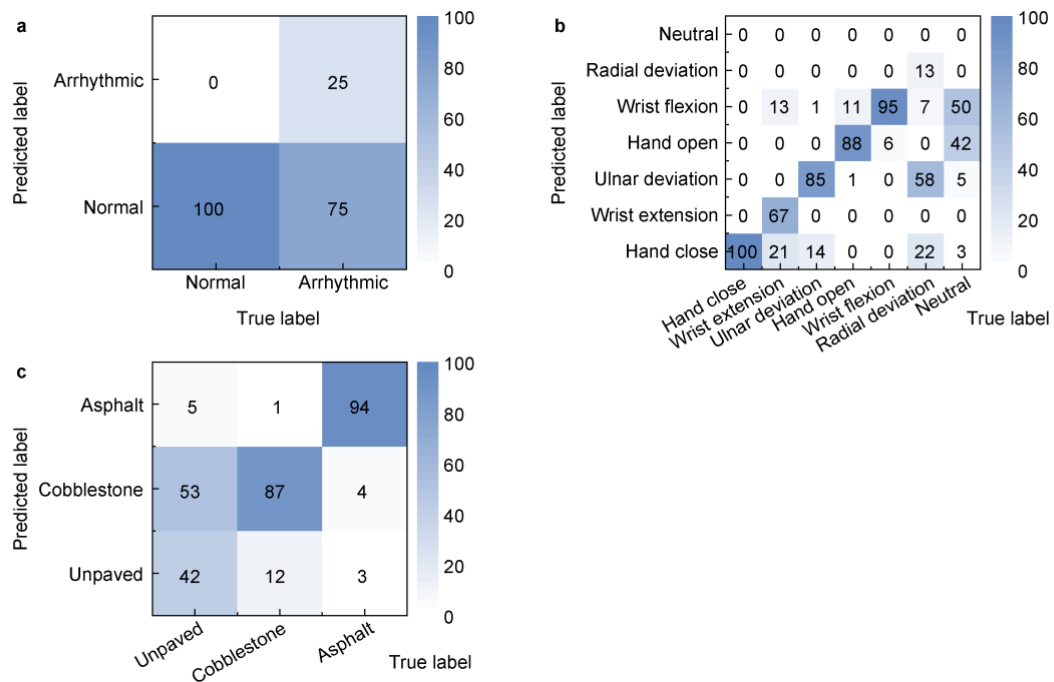 a
Predicted label
Arrhythmic
Normal
0 25
100 75
Normal Arrhythmic
True label
100
80
60
40
20
0
b
Predicted label
Neutral 0 0 0 0 0 0 0
Radial deviation 0 0 0 0 0 13 0
Wrist flexion 0 13 1 11 95 7 50
Hand open 0 0 0 88 6 0 42
Ulnar deviation 0 0 85 1 0 58 5
Wrist extension 0 67 0 0 0 0 0
Hand close 100 21 14 0 0 22 3
Hand close
Wrist extension
Ulnar deviation
Hand open
Wrist flexion
Radial deviation
Neutral
True label
100
80
60
40
20
0
c
Predicted label
Asphalt 5 1 94
Cobblestone 53 87 4
Unpaved 42 12 3
Unpaved
Cobblestone
Asphalt
True label
100
80
60
40
20
0